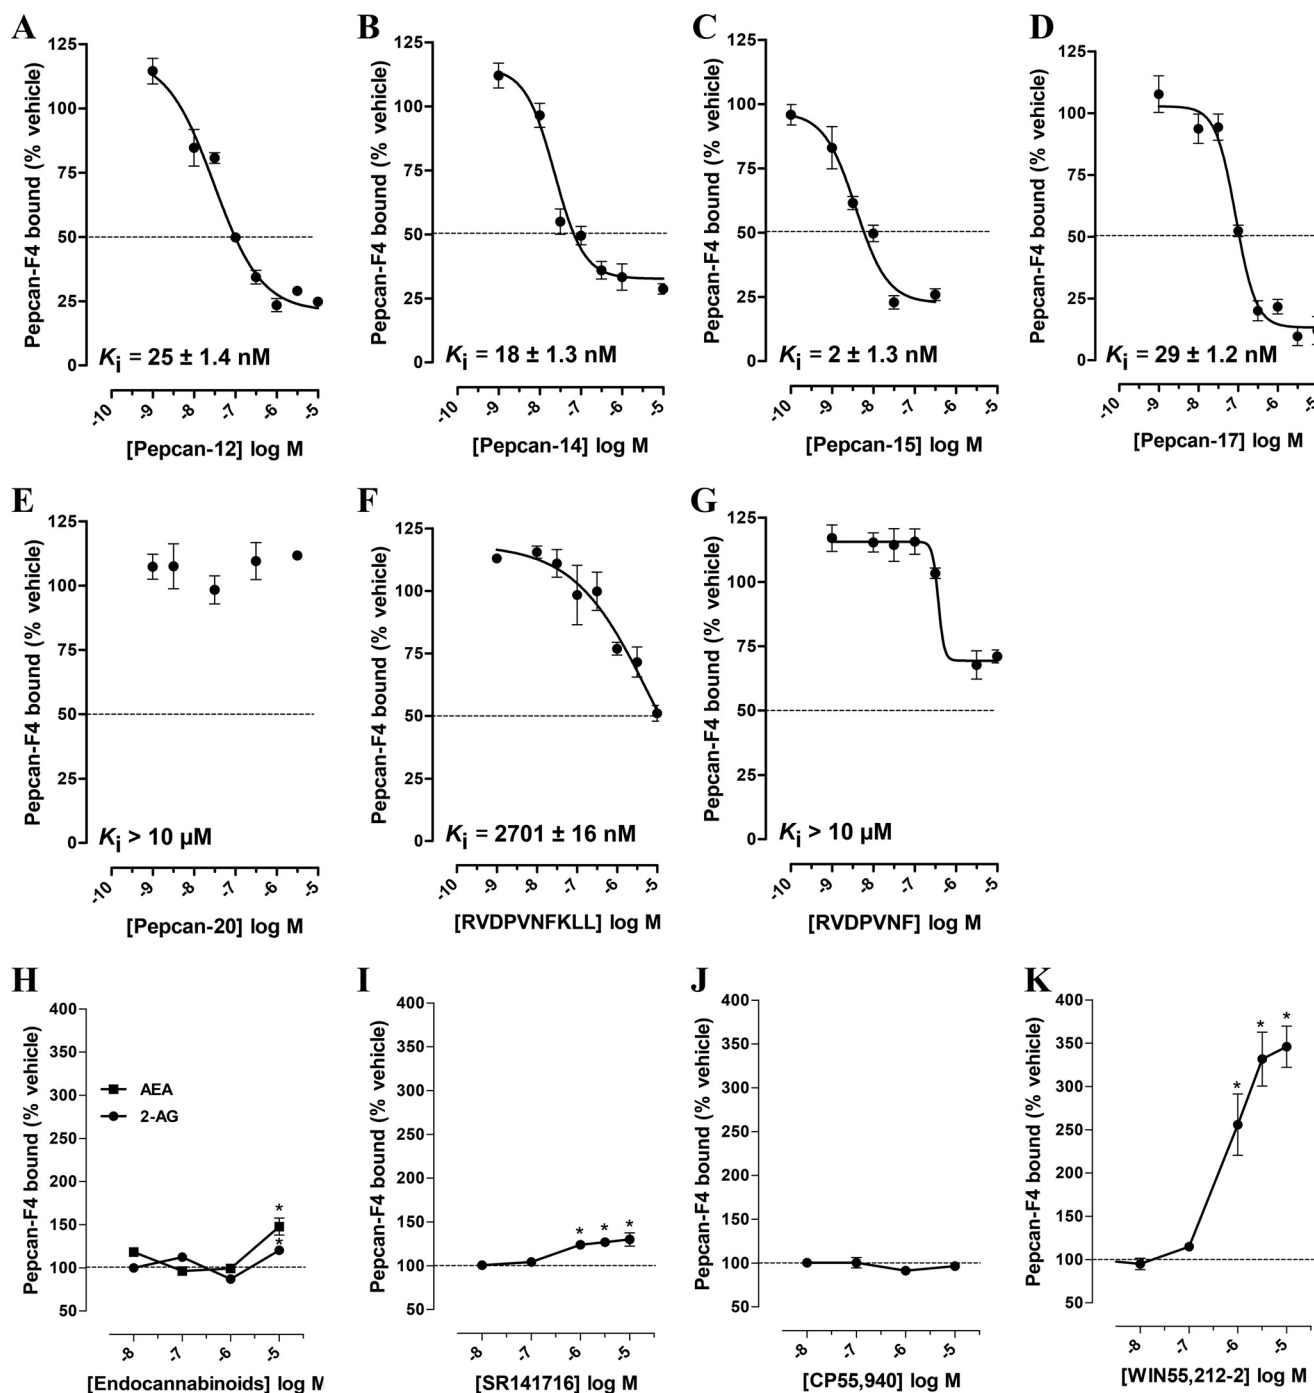 A
Pepcan-F4 bound (% vehicle)
125
100
75
50
25
0
Ki = 25 ± 1.4 nM
-10 -9 -8 -7 -6 -5
[Pepcan-12] log M
B
Pepcan-F4 bound (% vehicle)
125
100
75
50
25
0
Ki = 18 ± 1.3 nM
-10 -9 -8 -7 -6 -5
[Pepcan-14] log M
C
Pepcan-F4 bound (% vehicle)
125
100
75
50
25
0
Ki = 2 ± 1.3 nM
-10 -9 -8 -7 -6 -5
[Pepcan-15] log M
D
Pepcan-F4 bound (% vehicle)
125
100
75
50
25
0
Ki = 29 ± 1.2 nM
-10 -9 -8 -7 -6 -5
[Pepcan-17] log M
E
Pepcan-F4 bound (% vehicle)
125
100
75
50
25
0
Ki > 10 µM
-10 -9 -8 -7 -6 -5
[Pepcan-20] log M
F
Pepcan-F4 bound (% vehicle)
125
100
75
50
25
0
Ki = 2701 ± 16 nM
-10 -9 -8 -7 -6 -5
[RVDPVNFKLL] log M
G
Pepcan-F4 bound (% vehicle)
125
100
75
50
25
0
Ki > 10 µM
-10 -9 -8 -7 -6 -5
[RVDPVNF] log M
H
Pepcan-F4 bound (% vehicle)
400
350
300
250
200
150
100
50
AEA
2-AG
*
*
-8 -7 -6 -5
[Endocannabinoids] log M
I
Pepcan-F4 bound (% vehicle)
400
350
300
250
200
150
100
50
* * *
-8 -7 -6 -5
[SR141716] log M
J
Pepcan-F4 bound (% vehicle)
400
350
300
250
200
150
100
50
-8 -7 -6 -5
[CP55,940] log M
K
Pepcan-F4 bound (% vehicle)
400
350
300
250
200
150
100
50
* * *
-8 -7 -6 -5
[WIN55,212-2] log M